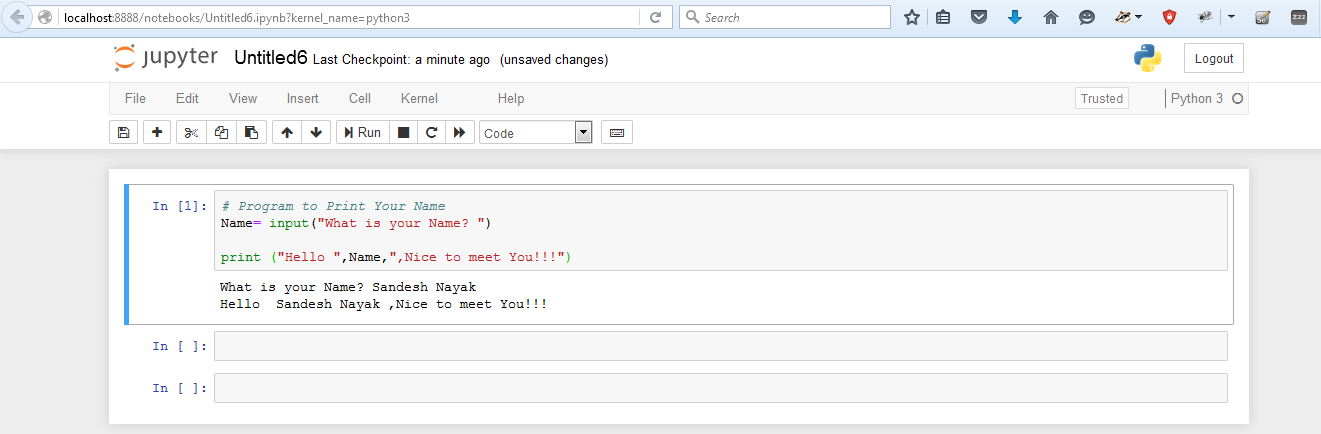 localhost:8888/notebooks/Untitled6.ipynb?kernel_name=python3
Search
zzz
jupyter Untitled6 Last Checkpoint: a minute ago (unsaved changes)
Logout
File Edit View Insert Cell Kernel Help
Trusted
Python 3
Run
Code
In [1]: # Program to Print Your Name
Name= input("What is your Name? ")
print ("Hello ",Name,",Nice to meet You!!!")
What is your Name? Sandesh Nayak
Hello  Sandesh Nayak ,Nice to meet You!!!
In [ ]:
In [ ]: